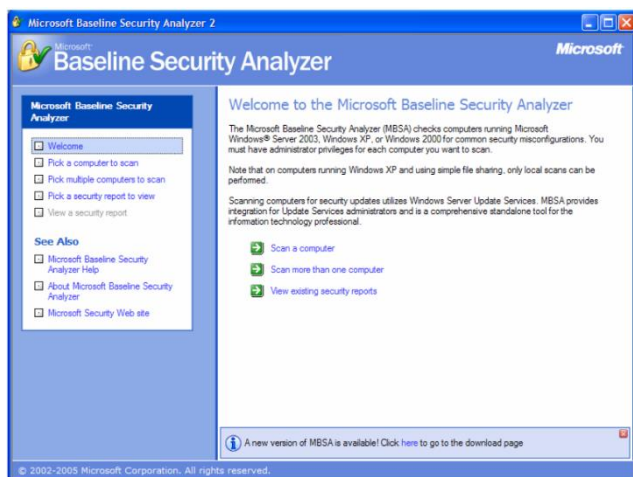 Microsoft Baseline Security Analyzer 2
Microsoft
Baseline Security Analyzer
Microsoft
Microsoft Baseline Security
Analyzer
Welcome
Pick a computer to scan
Pick multiple computers to scan
Pick a security report to view
View a security report
See Also
Microsoft Baseline Security
Analyzer Help
About Microsoft Baseline Security
Analyzer
Microsoft Security Web site
Welcome to the Microsoft Baseline Security Analyzer
The Microsoft Baseline Security Analyzer (MBSA) checks computers running Microsoft
Windows® Server 2003, Windows XP, or Windows 2000 for common security misconfigurations. You
must have administrator privileges for each computer you want to scan.
Note that on computers running Windows XP and using simple file sharing, only local scans can be
performed.
Scanning computers for security updates utilizes Windows Server Update Services. MBSA provides
integration for Update Services administrators and is a comprehensive standalone tool for the
information technology professional.
Scan a computer
Scan more than one computer
View existing security reports
A new version of MBSA is available! Click here to go to the download page
© 2002-2005 Microsoft Corporation. All rights reserved.